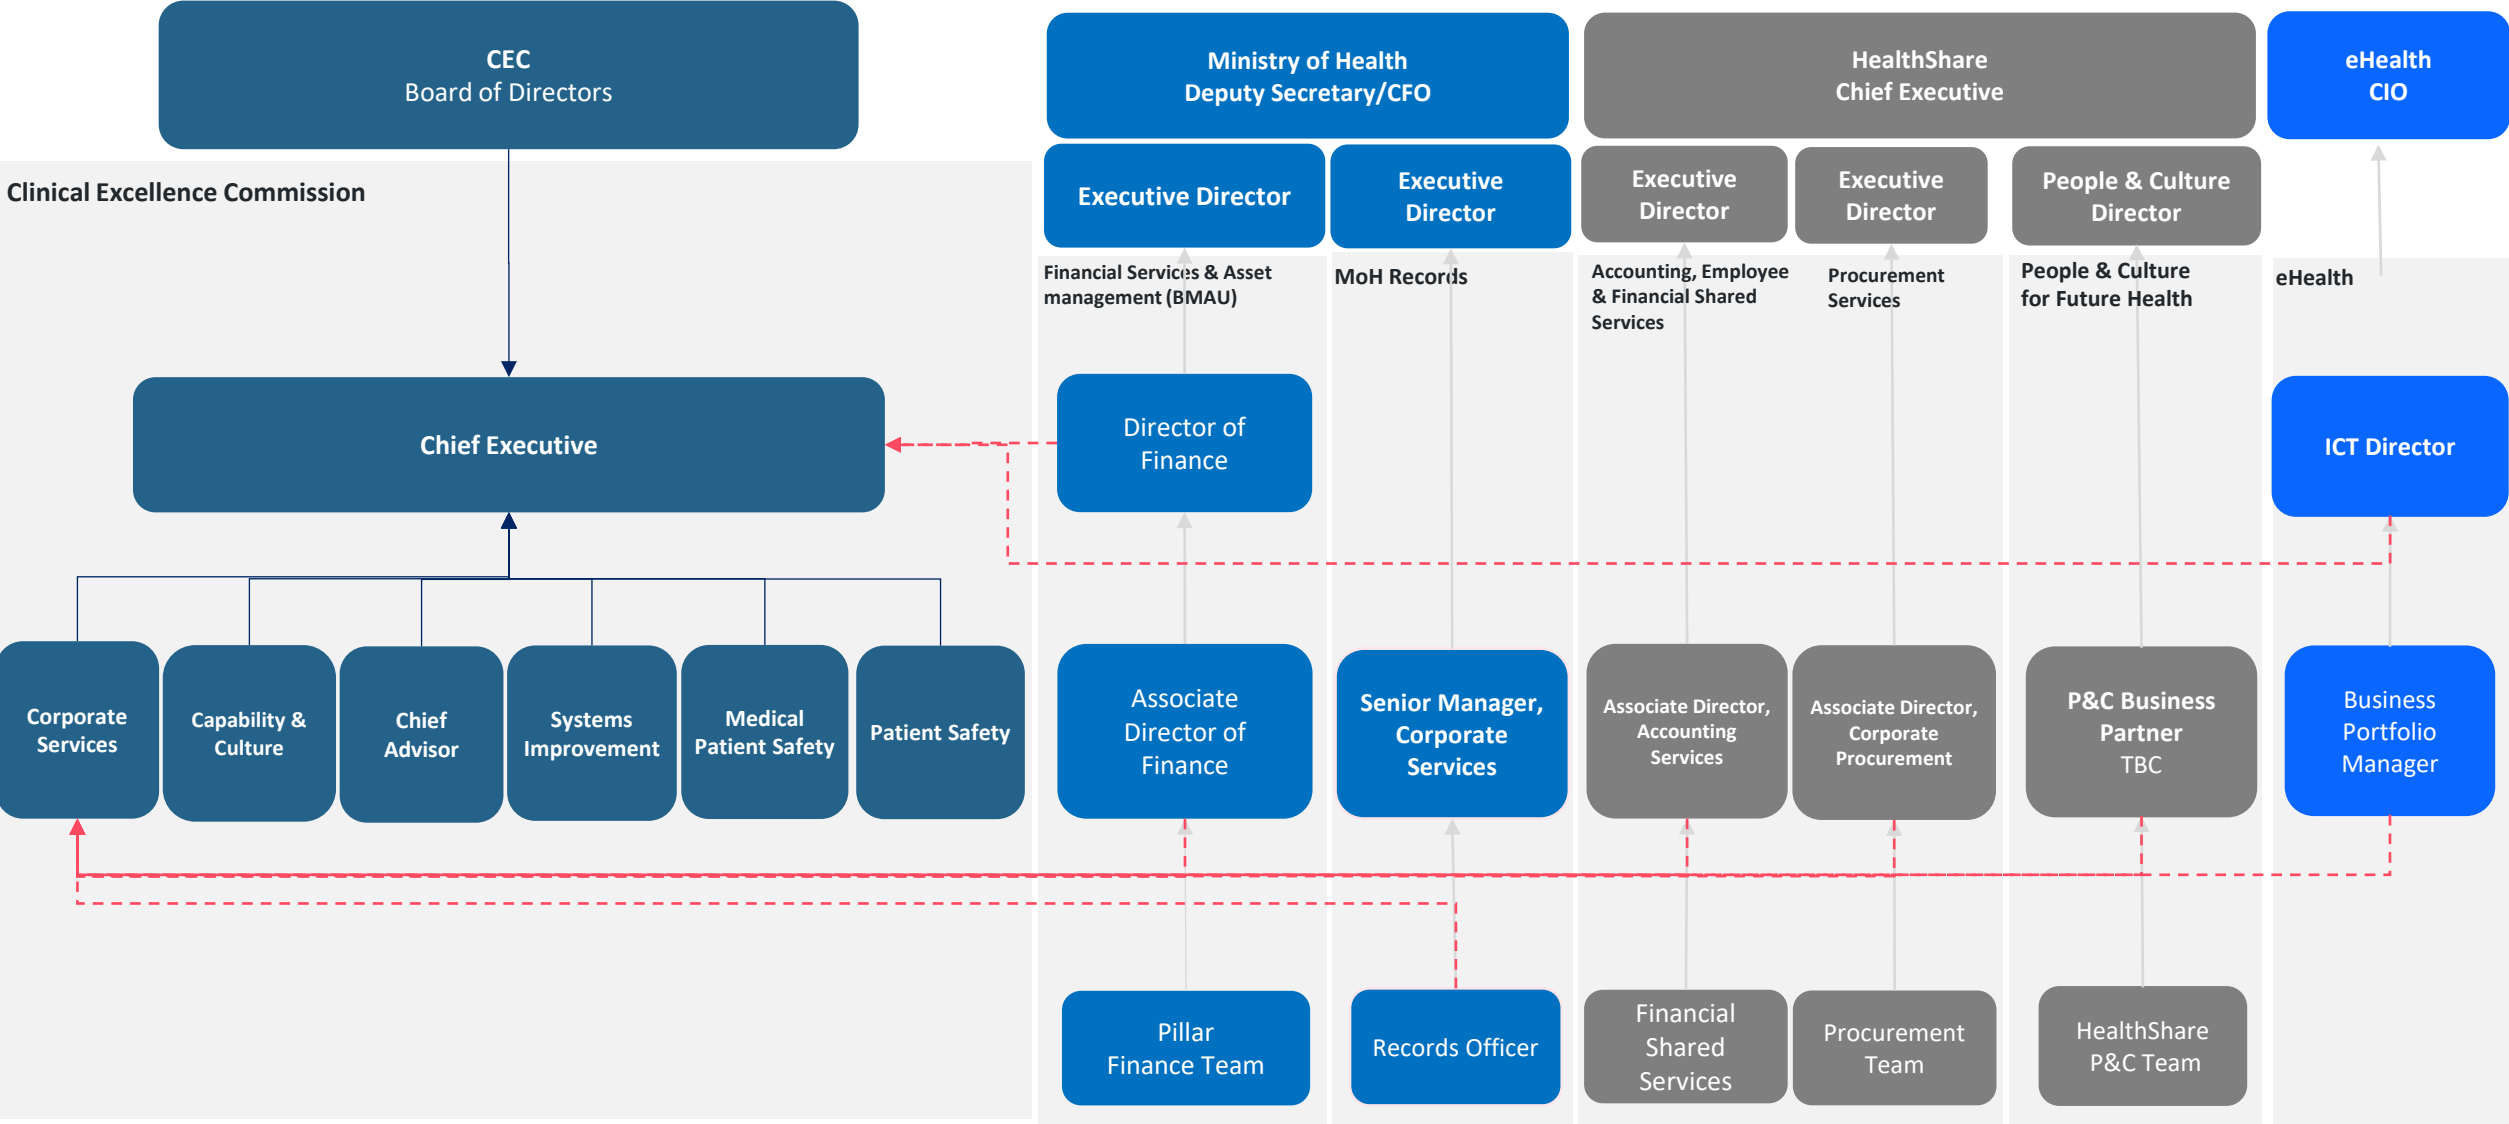 CEC
Board of Directors
Ministry of Health
Deputy Secretary/CFO
HealthShare
Chief Executive
eHealth
CIO
Clinical Excellence Commission
Executive Director
Executive
Director
Executive
Director
Executive
Director
People & Culture
Director
Financial Services & Asset
management (BMAU)
MoH Records
Accounting, Employee
& Financial Shared
Services
Procurement
Services
People & Culture
for Future Health
eHealth
Chief Executive
Director of
Finance
ICT Director
Corporate
Services
Capability &
Culture
Chief
Advisor
Systems
Improvement
Medical
Patient Safety
Patient Safety
Associate
Director of
Finance
Senior Manager,
Corporate
Services
Associate Director,
Accounting
Services
Associate Director,
Corporate
Procurement
P&C Business
Partner
TBC
Business
Portfolio
Manager
Pillar
Finance Team
Records Officer
Financial
Shared
Services
Procurement
Team
HealthShare
P&C Team